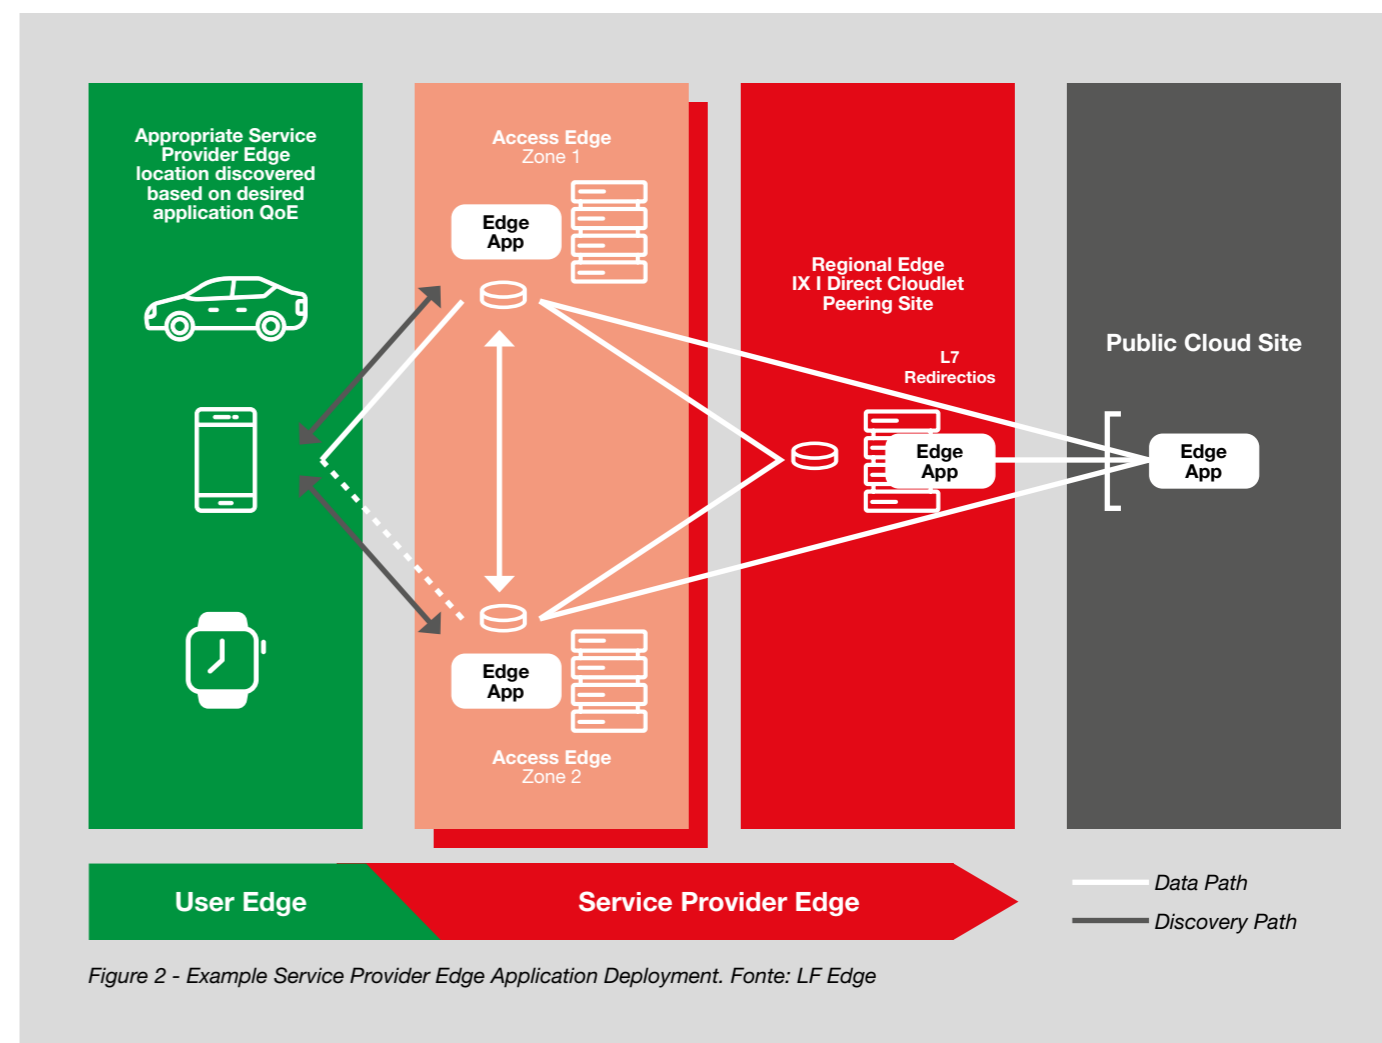 Appropriate Service
Provider Edge
location discovered
based on desired
application QoE
Access Edge
Zone 1
Edge
App
Edge
App
Access Edge
Zone 2
Regional Edge
IX I Direct Cloudlet
Peering Site
L7
Redirectios
Edge
App
Public Cloud Site
Edge
App
User Edge
Service Provider Edge
Data Path
Discovery Path
Figure 2 - Example Service Provider Edge Application Deployment. Fonte: LF Edge